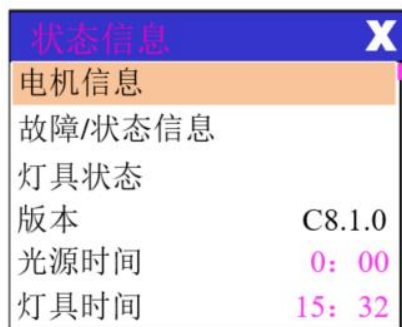 状态信息 X
电机信息
故障/状态信息
灯具状态
版本 C8.1.0
光源时间 0：00
灯具时间 15：32